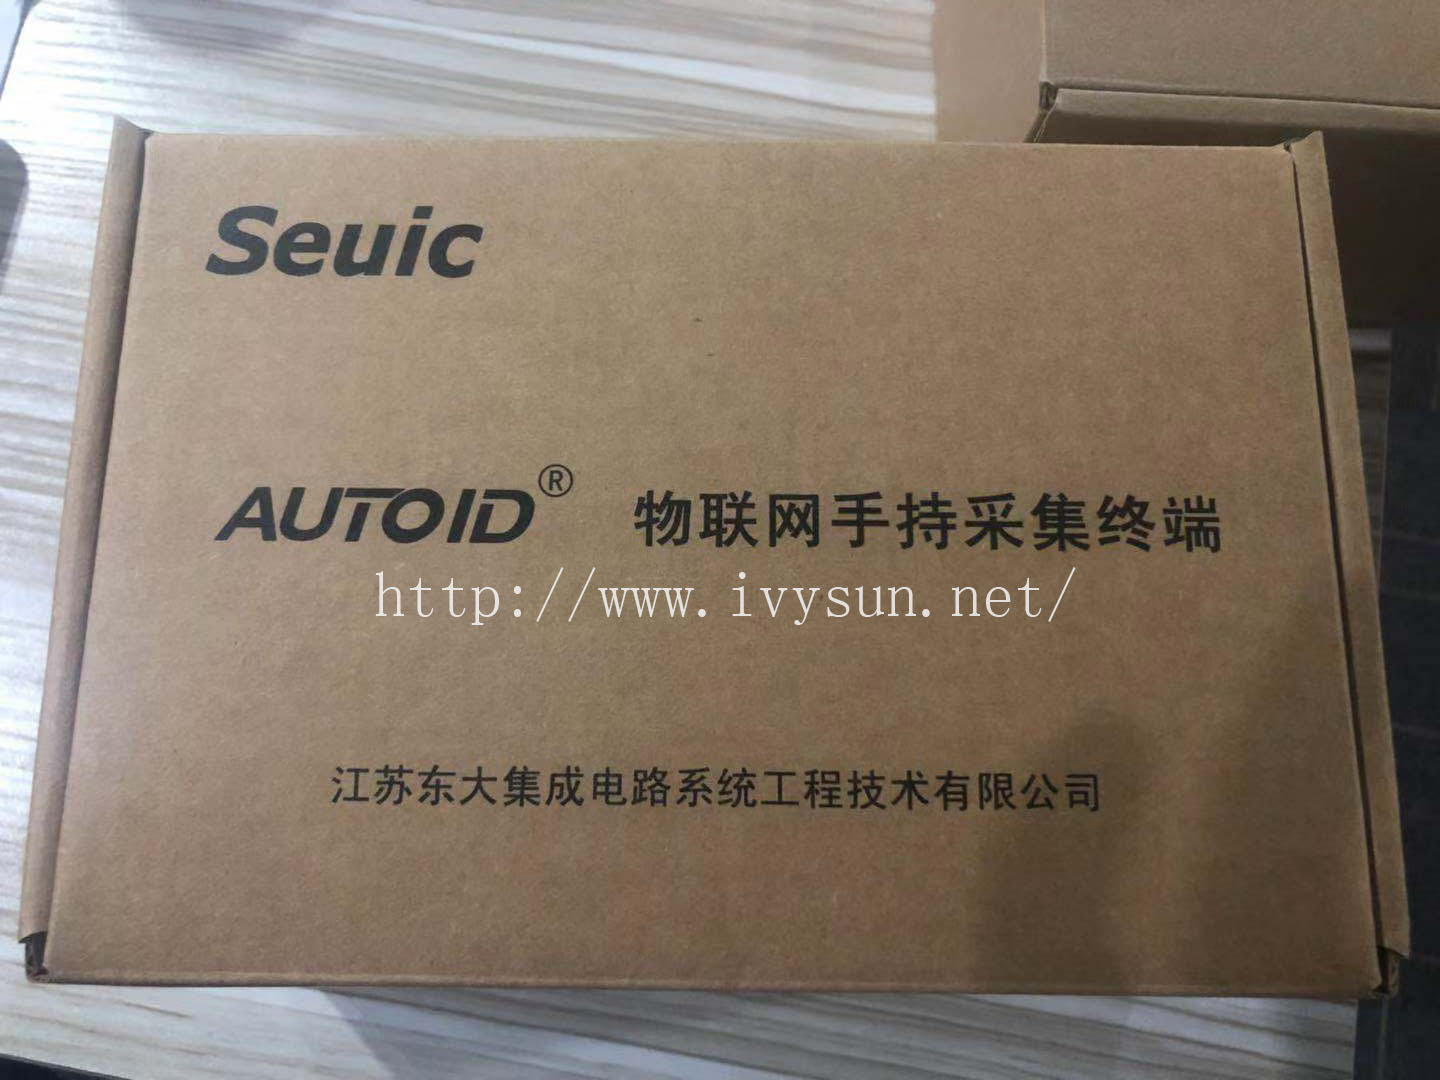 Seuic
AUTOID® 物联网手持采集终端
http://www.ivysun.net/
江苏东大集成电路系统工程技术有限公司